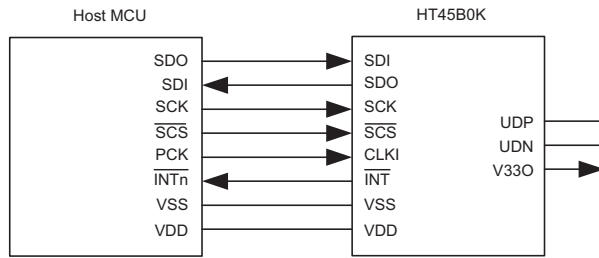 Host MCU
HT45B0K
SDO
SDI
SCK
SCS
PCK
INTn
VSS
VDD
SDI
SDO
SCK
SCS
CLKI
INT
VSS
VDD
UDP
UDN
V33O